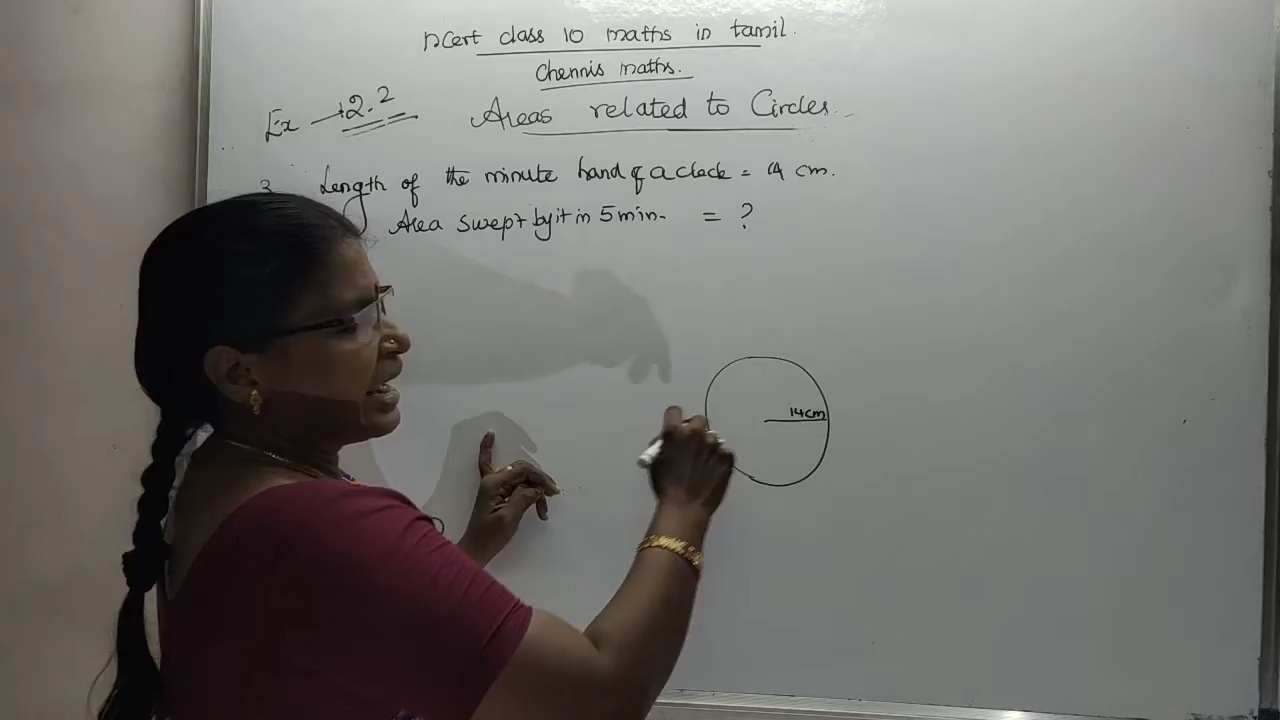 ncert class 10 maths in tamil.
Chennis maths.
Ex → 12.2
Areas related to Circles.
3. Length of the minute hand of a clock = 14 cm.
Area swept by it in 5 min. = ?
14cm